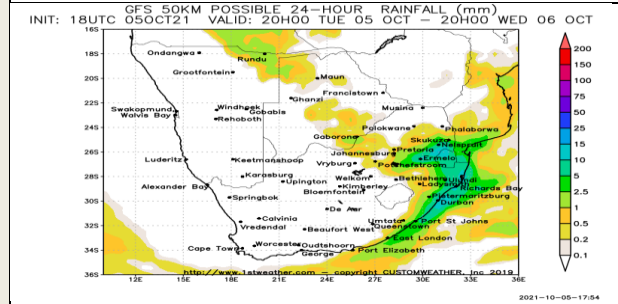 GFS 50KM POSSIBLE 24-HOUR RAINFALL (mm)
INIT: 18UTC 05OCT21 VALID: 20H00 TUE 05 OCT - 20H00 WED 06 OCT
16S
Ondangwa
Rundu
200
18S
Grootfontein
150
20S
Maun
100
Francistown
Ghanzi
75
22S
Swakopmund
Windhoek
Gobabis
Musina
50
Walvis Bay
Rehoboth
24S
Polokwane
Phalaborwa
25
Gaborone
Skukuza
15
26S
Johannesburg
Pretoria
Nelspruit
10
Luderitz
Keetmanshoop
Vryburg
Potchefstroom
Ermelo
5
28S
Karasburg
Upington
Welkom
Bethlehem
Ulundi
Alexander Bay
Kimberley
Ladysmith
Richards Bay
2.5
Springbok
Bloemfontein
Pietermaritzburg
1
30S
De Aar
Durban
0.5
Calvinia
Umtata
Port St Johns
32S
Vredendal
Beaufort West
Queenstown
0.2
Worcester
Oudtshoorn
East London
0.1
34S
Cape Town
George
Port Elizabeth
http://www.1stweather.com - copyright CUSTOMWEATHER, Inc 2019
36S
12E 15E 18E 21E 24E 27E 30E 33E 36E
2021-10-05-17:54